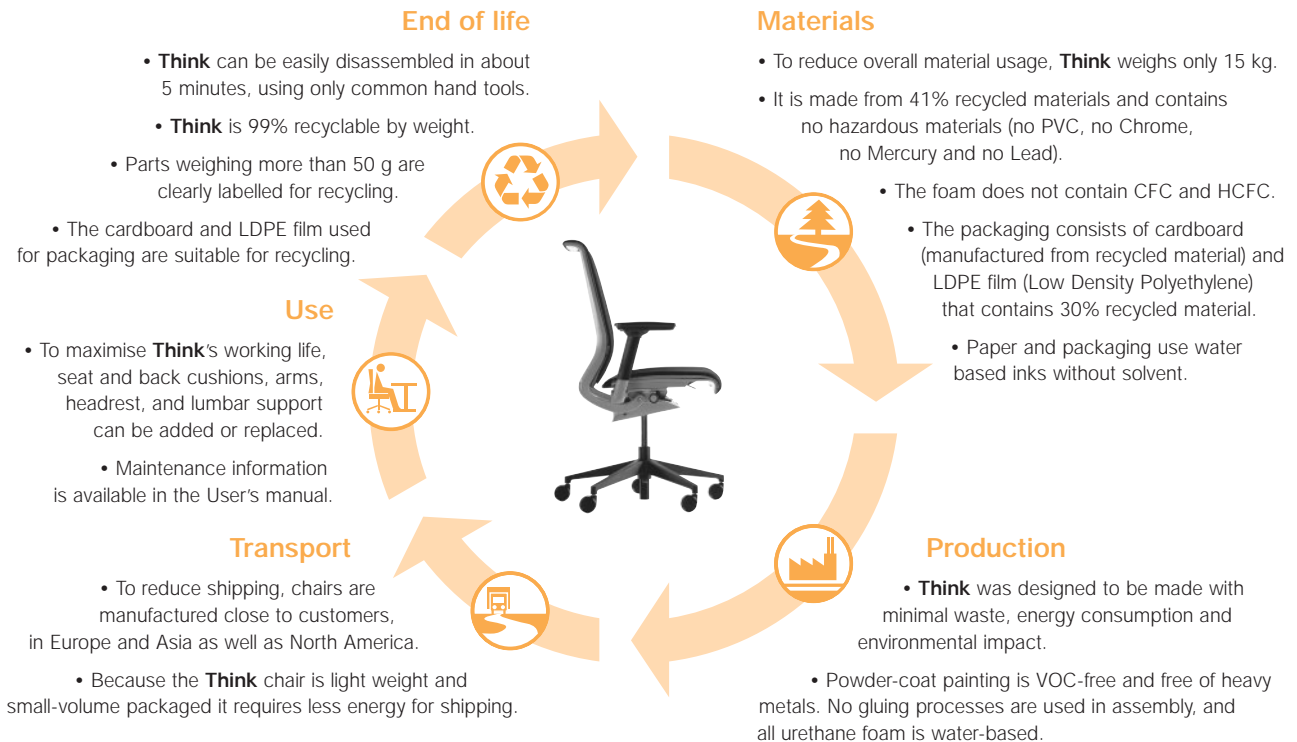 End of life
• Think can be easily disassembled in about
5 minutes, using only common hand tools.
• Think is 99% recyclable by weight.
• Parts weighing more than 50 g are
clearly labelled for recycling.
• The cardboard and LDPE film used
for packaging are suitable for recycling.
Materials
• To reduce overall material usage, Think weighs only 15 kg.
• It is made from 41% recycled materials and contains
no hazardous materials (no PVC, no Chrome,
no Mercury and no Lead).
• The foam does not contain CFC and HCFC.
• The packaging consists of cardboard
(manufactured from recycled material) and
LDPE film (Low Density Polyethylene)
that contains 30% recycled material.
• Paper and packaging use water
based inks without solvent.
Use
• To maximise Think's working life,
seat and back cushions, arms,
headrest, and lumbar support
can be added or replaced.
• Maintenance information
is available in the User's manual.
Transport
• To reduce shipping, chairs are
manufactured close to customers,
in Europe and Asia as well as North America.
• Because the Think chair is light weight and
small-volume packaged it requires less energy for shipping.
Production
• Think was designed to be made with
minimal waste, energy consumption and
environmental impact.
• Powder-coat painting is VOC-free and free of heavy
metals. No gluing processes are used in assembly, and
all urethane foam is water-based.